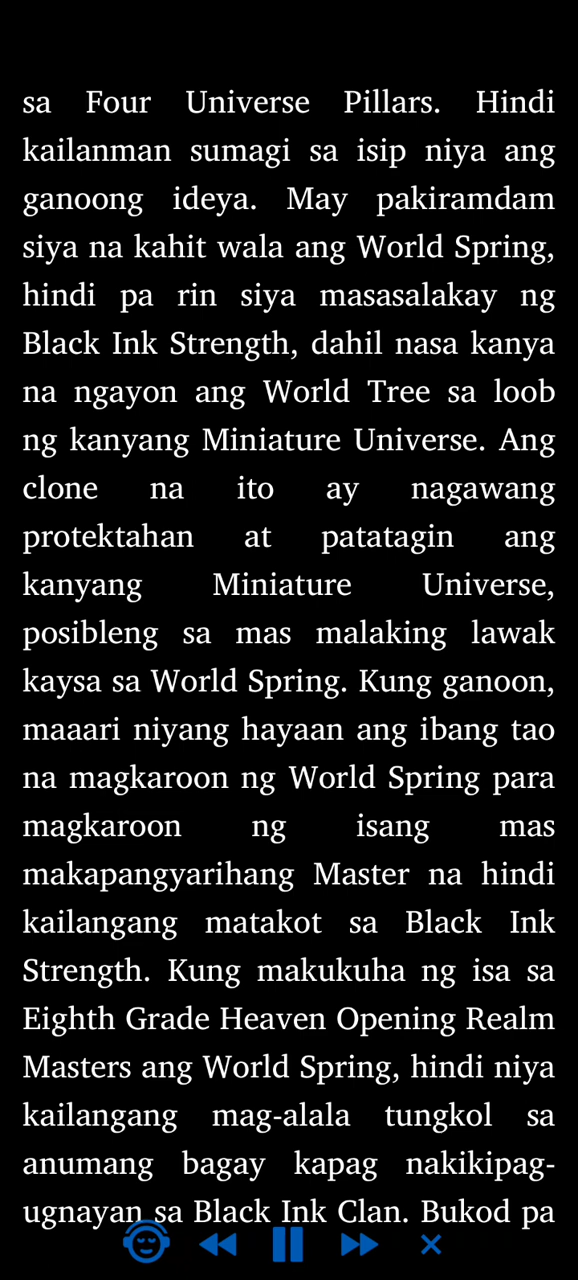 sa Four Universe Pillars. Hindi
kailanman sumagi sa isip niya ang
ganoong ideya. May pakiramdam
siya na kahit wala ang World Spring,
hindi pa rin siya masasalakay ng
Black Ink Strength, dahil nasa kanya
na ngayon ang World Tree sa loob
ng kanyang Miniature Universe. Ang
clone na ito ay nagawang
protektahan at patatagin ang
kanyang Miniature Universe,
posibleng sa mas malaking lawak
kaysa sa World Spring. Kung ganoon,
maaari niyang hayaan ang ibang tao
na magkaroon ng World Spring para
magkaroon ng isang mas
makapangyarihang Master na hindi
kailangang matakot sa Black Ink
Strength. Kung makukuha ng isa sa
Eighth Grade Heaven Opening Realm
Masters ang World Spring, hindi niya
kailangang mag-alala tungkol sa
anumang bagay kapag nakikipag-
ugnayan sa Black Ink Clan. Bukod pa